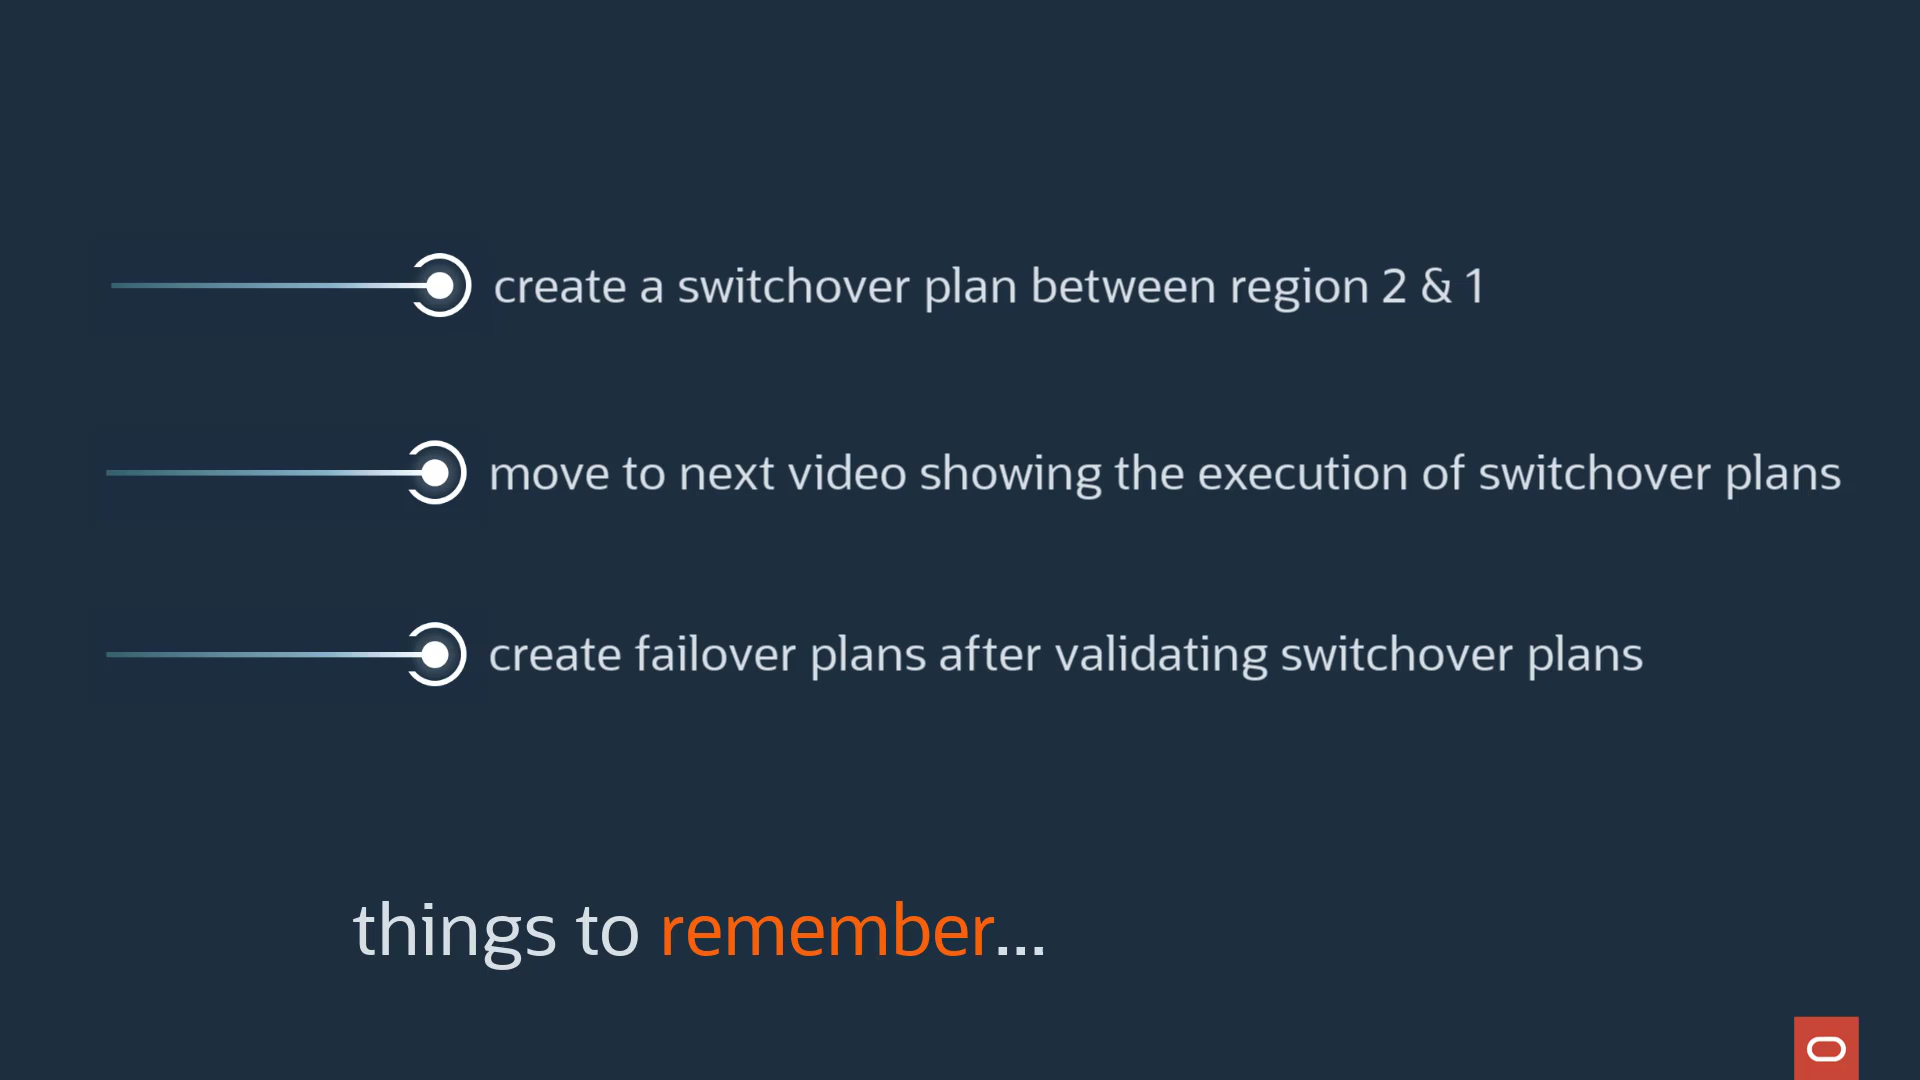 create a switchover plan between region 2 & 1
move to next video showing the execution of switchover plans
create failover plans after validating switchover plans
things to remember...